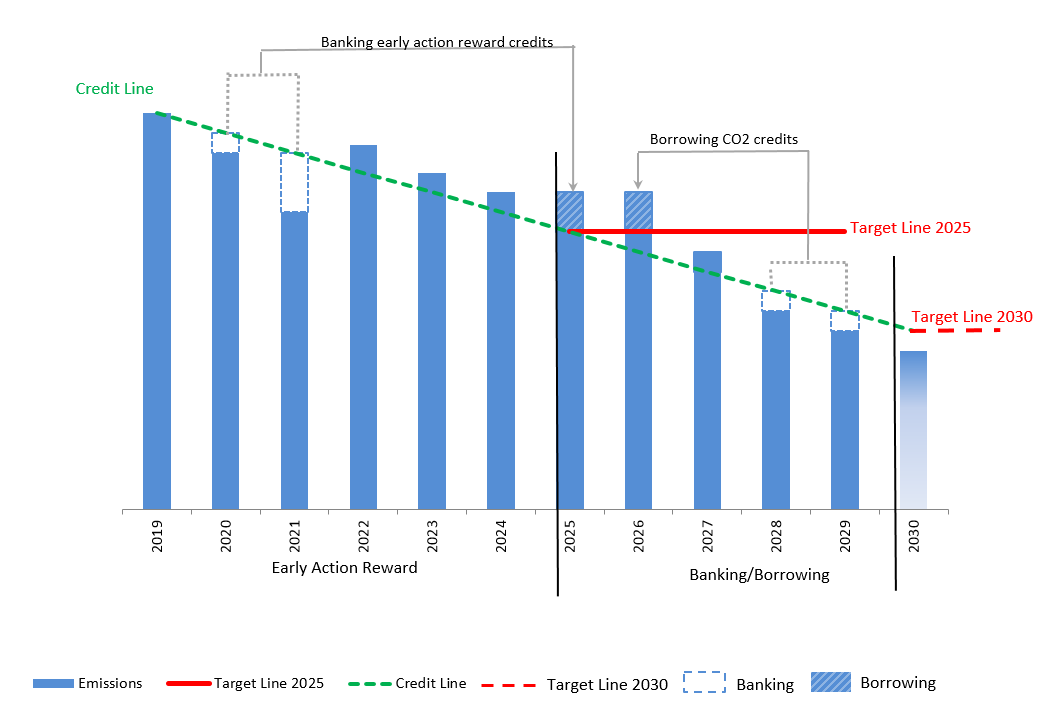 Banking early action reward credits
Credit Line
Borrowing CO2 credits
Target Line 2025
Target Line 2030
2019
2020
2021
2022
2023
2024
2025
2026
2027
2028
2029
2030
Early Action Reward
Banking/Borrowing
Emissions
Target Line 2025
Credit Line
Target Line 2030
Banking
Borrowing